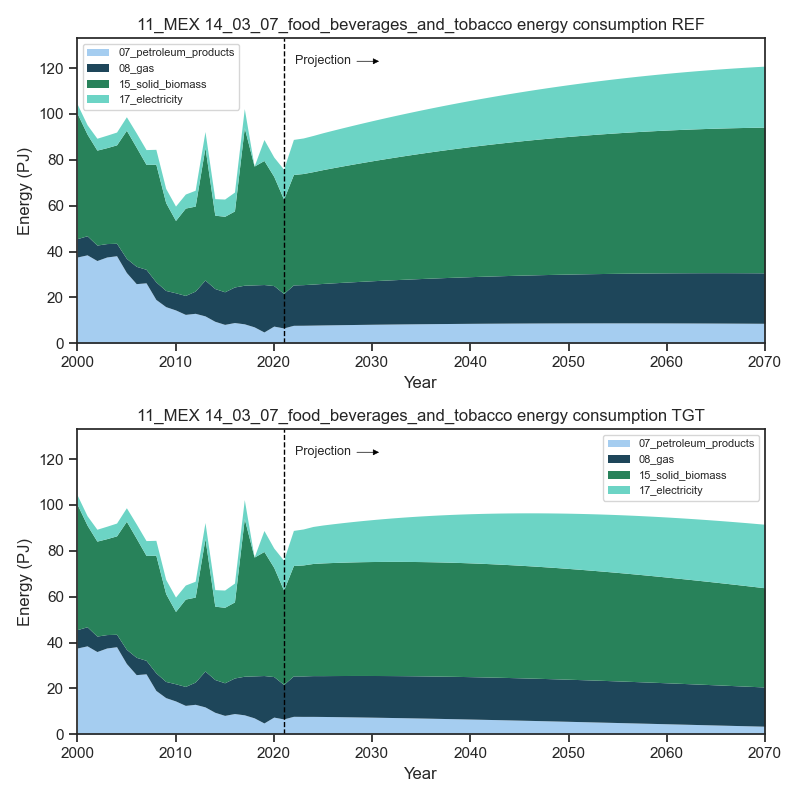 11_MEX 14_03_07_food_beverages_and_tobacco energy consumption REF
07_petroleum_products
08_gas
15_solid_biomass
17_electricity
Projection
Energy (PJ)
120
100
80
60
40
20
0
2000 2010 2020 2030 2040 2050 2060 2070
Year
11_MEX 14_03_07_food_beverages_and_tobacco energy consumption TGT
Projection
07_petroleum_products
08_gas
15_solid_biomass
17_electricity
Energy (PJ)
120
100
80
60
40
20
0
2000 2010 2020 2030 2040 2050 2060 2070
Year